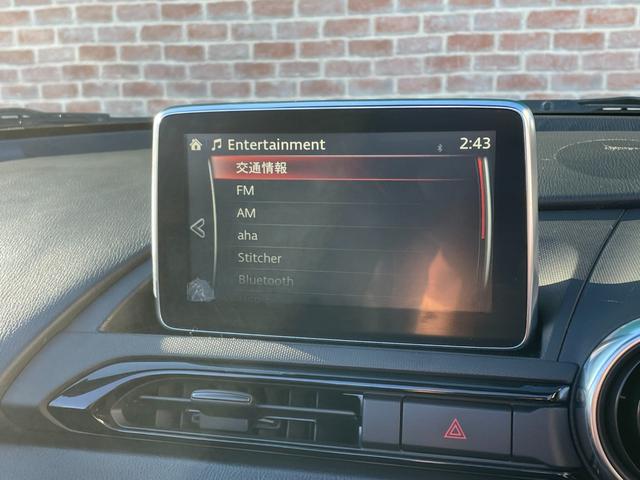 Entertainment 2:43
交通情報
FM
AM
aha
Stitcher
Bluetooth